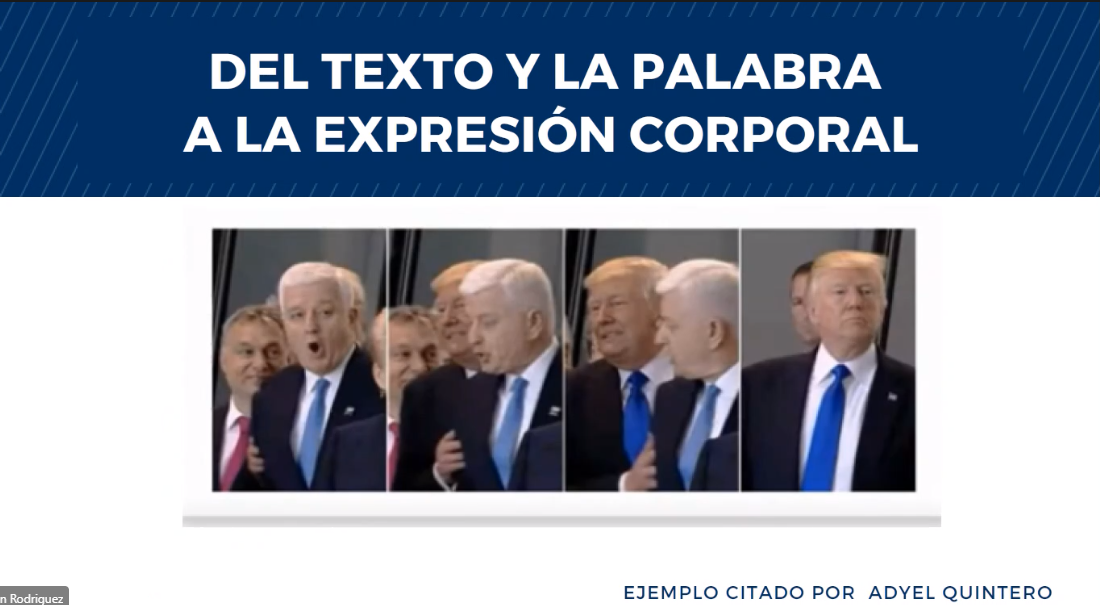 DEL TEXTO Y LA PALABRA
A LA EXPRESIÓN CORPORAL
n Rodriguez
EJEMPLO CITADO POR ADYEL QUINTERO